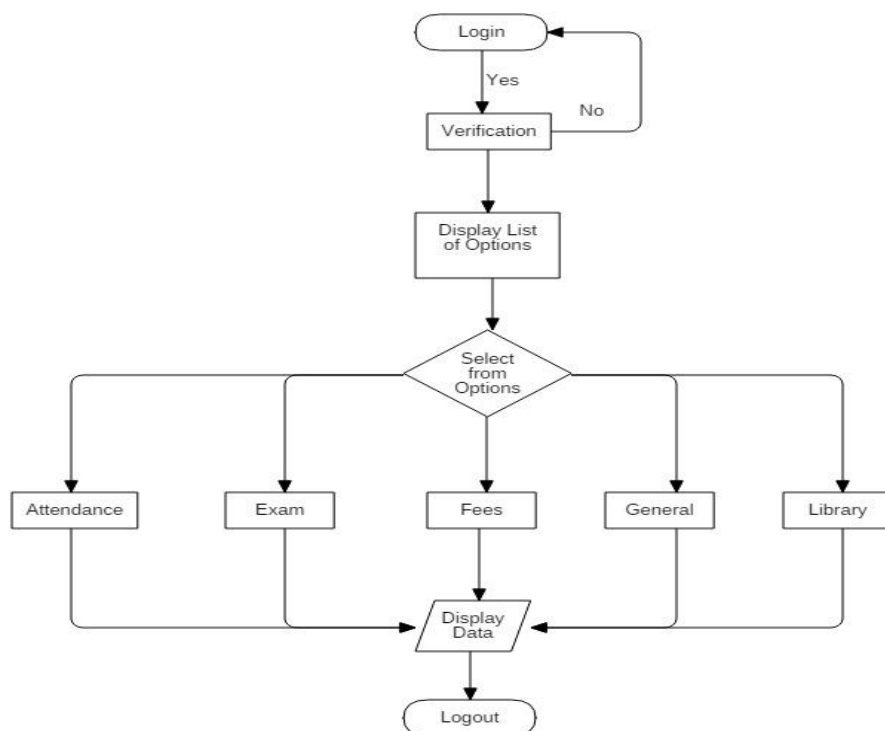 Login
Yes
No
Verification
Display List
of Options
Select
from
Options
Attendance
Exam
Fees
General
Library
Display
Data
Logout